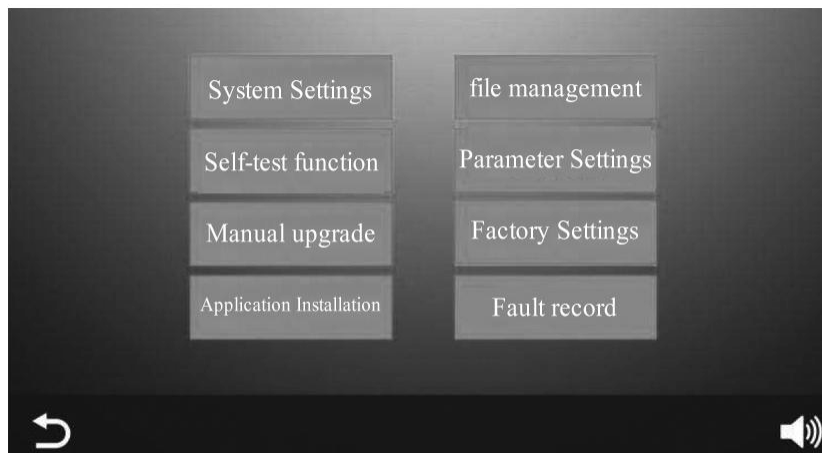 System Settings
file management
Self-test function
Parameter Settings
Manual upgrade
Factory Settings
Application Installation
Fault record